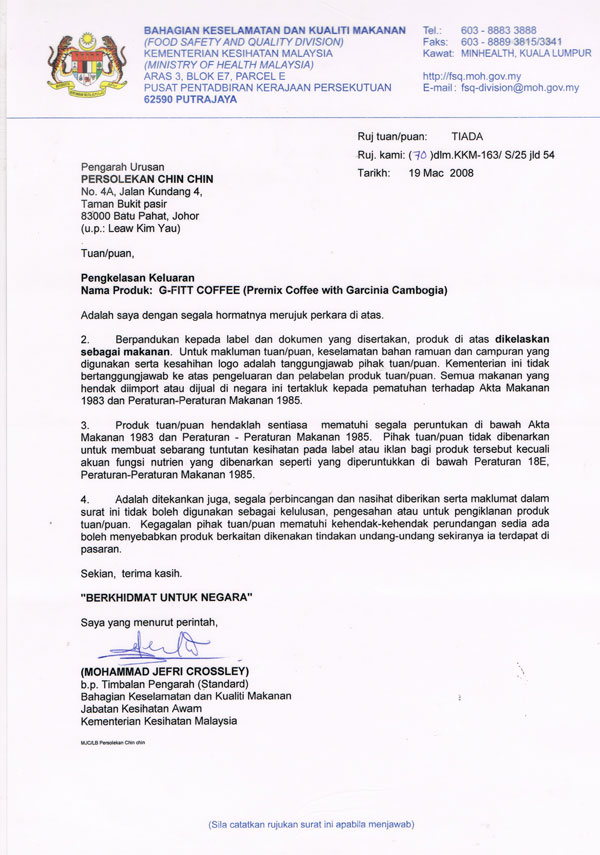 BAHAGIAN KESELAMATAN DAN KUALITI MAKANAN
(FOOD SAFETY AND QUALITY DIVISION)
KEMENTERIAN KESIHATAN MALAYSIA
(MINISTRY OF HEALTH MALAYSIA)
ARAS 3, BLOK E7, PARCEL E
PUSAT PENTADBIRAN KERAJAAN PERSEKUTUAN
62590 PUTRAJAYA
Tel.: 603 - 8883 3888
Faks: 603 - 8889 3815/3341
Kawat: MINHEALTH, KUALA LUMPUR
http://fsq.moh.gov.my
E-mail : fsq-division@moh.gov.my
Ruj tuan/puan: TIADA
Ruj. kami: (70)dlm.KKM-163/ S/25 jld 54
Tarikh: 19 Mac 2008
Pengarah Urusan
PERSOLEKAN CHIN CHIN
No. 4A, Jalan Kundang 4,
Taman Bukit pasir
83000 Batu Pahat, Johor
(u.p.: Leaw Kim Yau)
Tuan/puan,
Pengkelasan Keluaran
Nama Produk: G-FITT COFFEE (Premix Coffee with Garcinia Cambogia)
Adalah saya dengan segala hormatnya merujuk perkara di atas.
2. Berpandukan kepada label dan dokumen yang disertakan, produk di atas dikelaskan
sebagai makanan. Untuk makluman tuan/puan, keselamatan bahan ramuan dan campuran yang
digunakan serta kesahihan logo adalah tanggungjawab pihak tuan/puan. Kementerian ini tidak
bertanggungjawab ke atas pengeluaran dan pelabelan produk tuan/puan. Semua makanan yang
hendak diimport atau dijual di negara ini tertakluk kepada pematuhan terhadap Akta Makanan
1983 dan Peraturan-Peraturan Makanan 1985.
3. Produk tuan/puan hendaklah sentiasa mematuhi segala peruntukan di bawah Akta
Makanan 1983 dan Peraturan - Peraturan Makanan 1985. Pihak tuan/puan tidak dibenarkan
untuk membuat sebarang tuntutan kesihatan pada label atau iklan bagi produk tersebut kecuali
akuan fungsi nutrien yang dibenarkan seperti yang diperuntukkan di bawah Peraturan 18E,
Peraturan-Peraturan Makanan 1985.
4. Adalah ditekankan juga, segala perbincangan dan nasihat diberikan serta maklumat dalam
surat ini tidak boleh digunakan sebagai kelulusan, pengesahan atau untuk pengiklanan produk
tuan/puan. Kegagalan pihak tuan/puan mematuhi kehendak-kehendak perundangan sedia ada
boleh menyebabkan produk berkaitan dikenakan tindakan undang-undang sekiranya ia terdapat di
pasaran.
Sekian, terima kasih.
"BERKHIDMAT UNTUK NEGARA"
Saya yang menurut perintah,
(MOHAMMAD JEFRI CROSSLEY)
b.p. Timbalan Pengarah (Standard)
Bahagian Keselamatan dan Kualiti Makanan
Jabatan Kesihatan Awam
Kementerian Kesihatan Malaysia
MJC/LB Persolekan Chin chin
(Sila catatkan rujukan surat ini apabila menjawab)